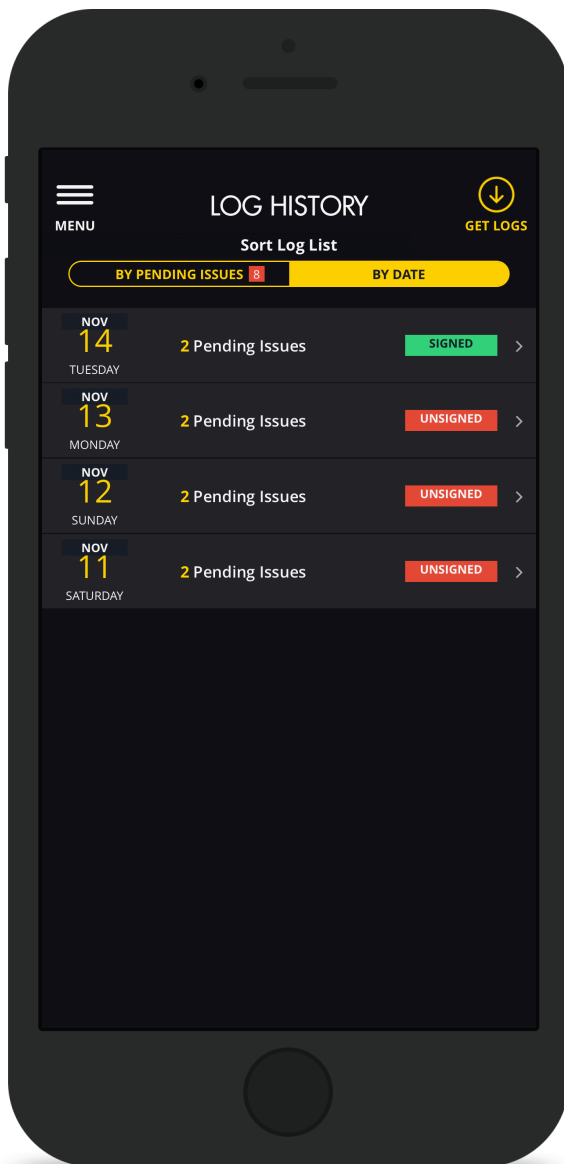 MENU
LOG HISTORY
GET LOGS
Sort Log List
BY PENDING ISSUES 8
BY DATE
NOV
14
TUESDAY
2 Pending Issues
SIGNED
NOV
13
MONDAY
2 Pending Issues
UNSIGNED
NOV
12
SUNDAY
2 Pending Issues
UNSIGNED
NOV
11
SATURDAY
2 Pending Issues
UNSIGNED